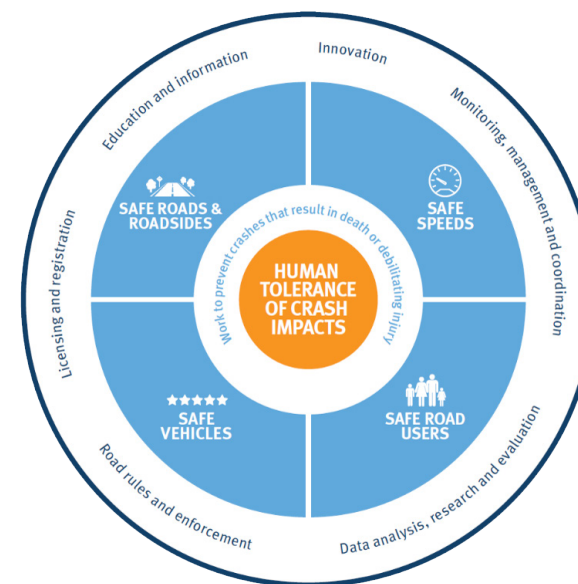 Education and information
Innovation
Monitoring, management and coordination
Licensing and registration
SAFE ROADS &
ROADSIDES
SAFE
SPEEDS
Work to prevent crashes that result in death or debilitating injury
HUMAN
TOLERANCE
OF CRASH
IMPACTS
SAFE
VEHICLES
SAFE ROAD
USERS
Road rules and enforcement
Data analysis, research and evaluation